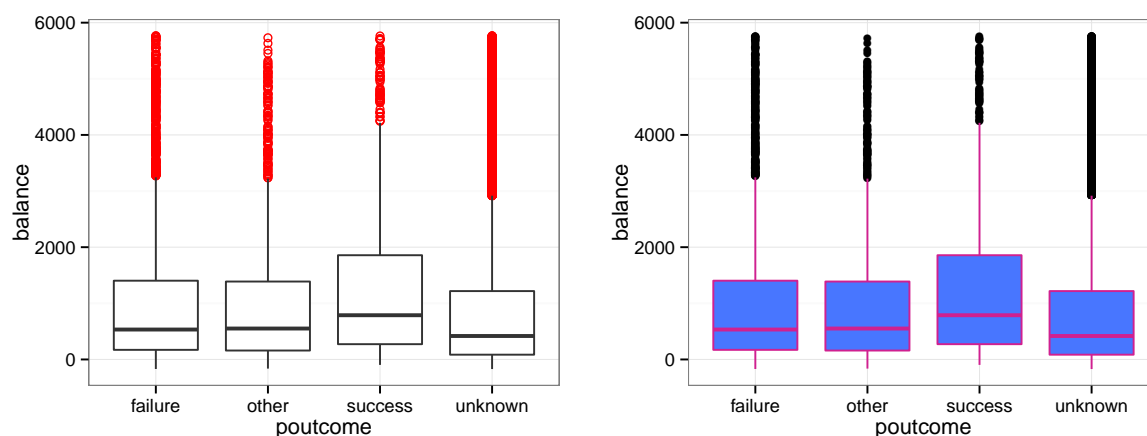 6000
4000
2000
0
balance
failure other success unknown
poutcome
6000
4000
2000
0
balance
failure other success unknown
poutcome